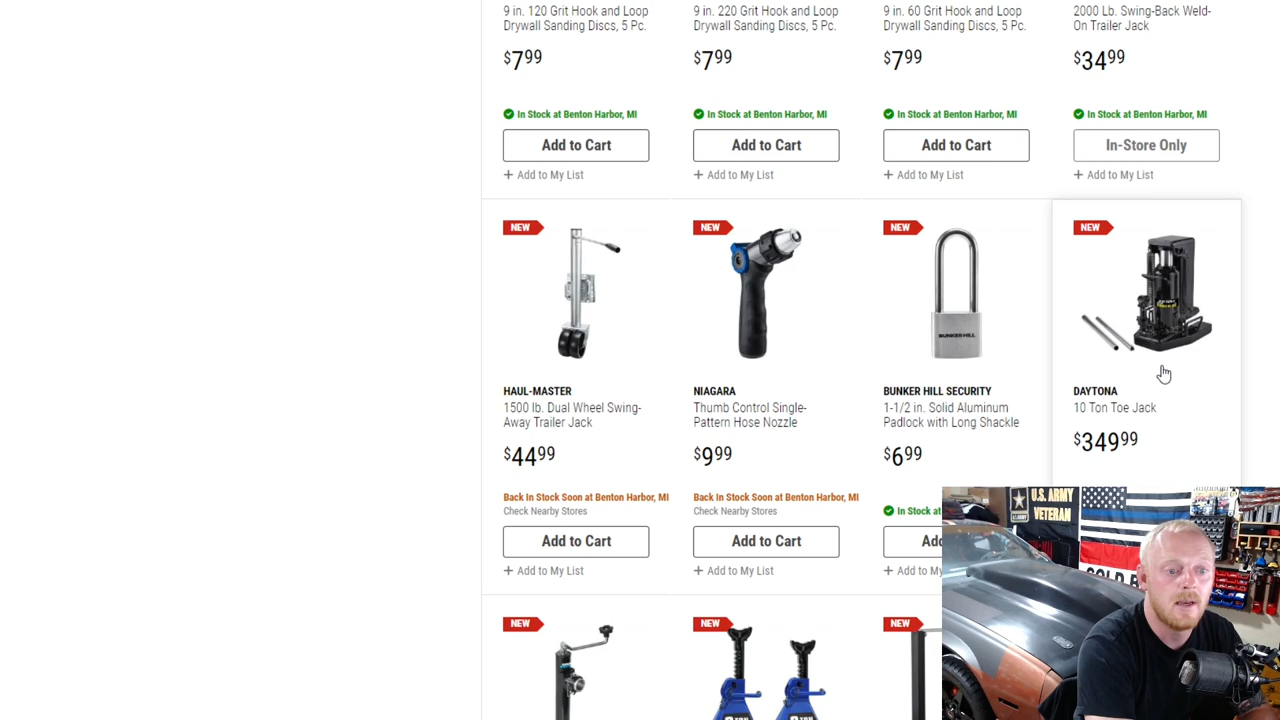 9 in. 120 Grit Hook and Loop
Drywall Sanding Discs, 5 Pc.
$7 99
In Stock at Benton Harbor, MI
Add to Cart
+ Add to My List
9 in. 220 Grit Hook and Loop
Drywall Sanding Discs, 5 Pc.
$7 99
In Stock at Benton Harbor, MI
Add to Cart
+ Add to My List
9 in. 60 Grit Hook and Loop
Drywall Sanding Discs, 5 Pc.
$7 99
In Stock at Benton Harbor, MI
Add to Cart
+ Add to My List
2000 Lb. Swing-Back Weld-
On Trailer Jack
$34 99
In Stock at Benton Harbor, MI
In-Store Only
+ Add to My List
NEW
HAUL-MASTER
1500 lb. Dual Wheel Swing-
Away Trailer Jack
$44 99
Back In Stock Soon at Benton Harbor, MI
Check Nearby Stores
Add to Cart
+ Add to My List
NEW
NIAGARA
Thumb Control Single-
Pattern Hose Nozzle
$9 99
Back In Stock Soon at Benton Harbor, MI
Check Nearby Stores
Add to Cart
+ Add to My List
NEW
BUNKER HILL
BUNKER HILL SECURITY
1-1/2 in. Solid Aluminum
Padlock with Long Shackle
$6 99
In Stock at
Add
+ Add to My
NEW
DAYTONA
10 Ton Toe Jack
$349 99
NEW
NEW
NEW
U.S. ARMY
VETERAN